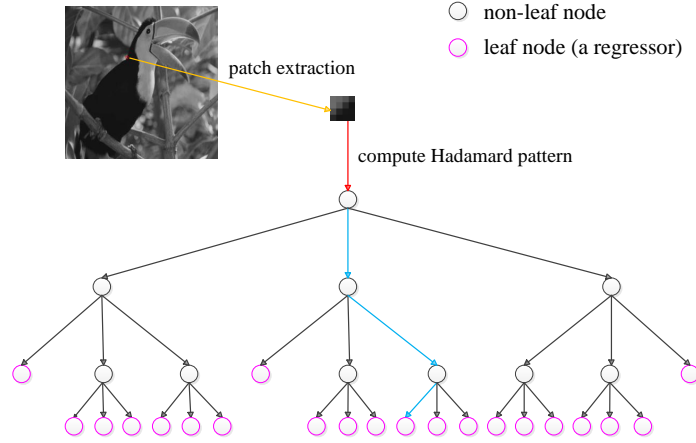 non-leaf node
leaf node (a regressor)
patch extraction
compute Hadamard pattern